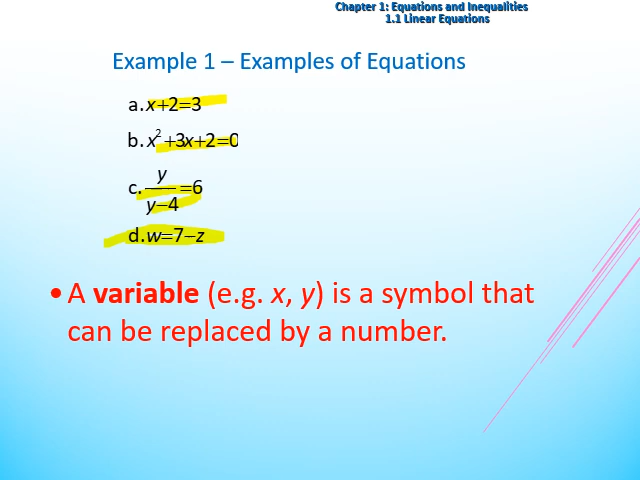 Chapter 1: Equations and Inequalities
1.1 Linear Equations
Example 1 – Examples of Equations
a. x+2=3
b. x²+3x+2=0
c. y/(y−4)=6
d. w=7−z
• A variable (e.g. x, y) is a symbol that
can be replaced by a number.